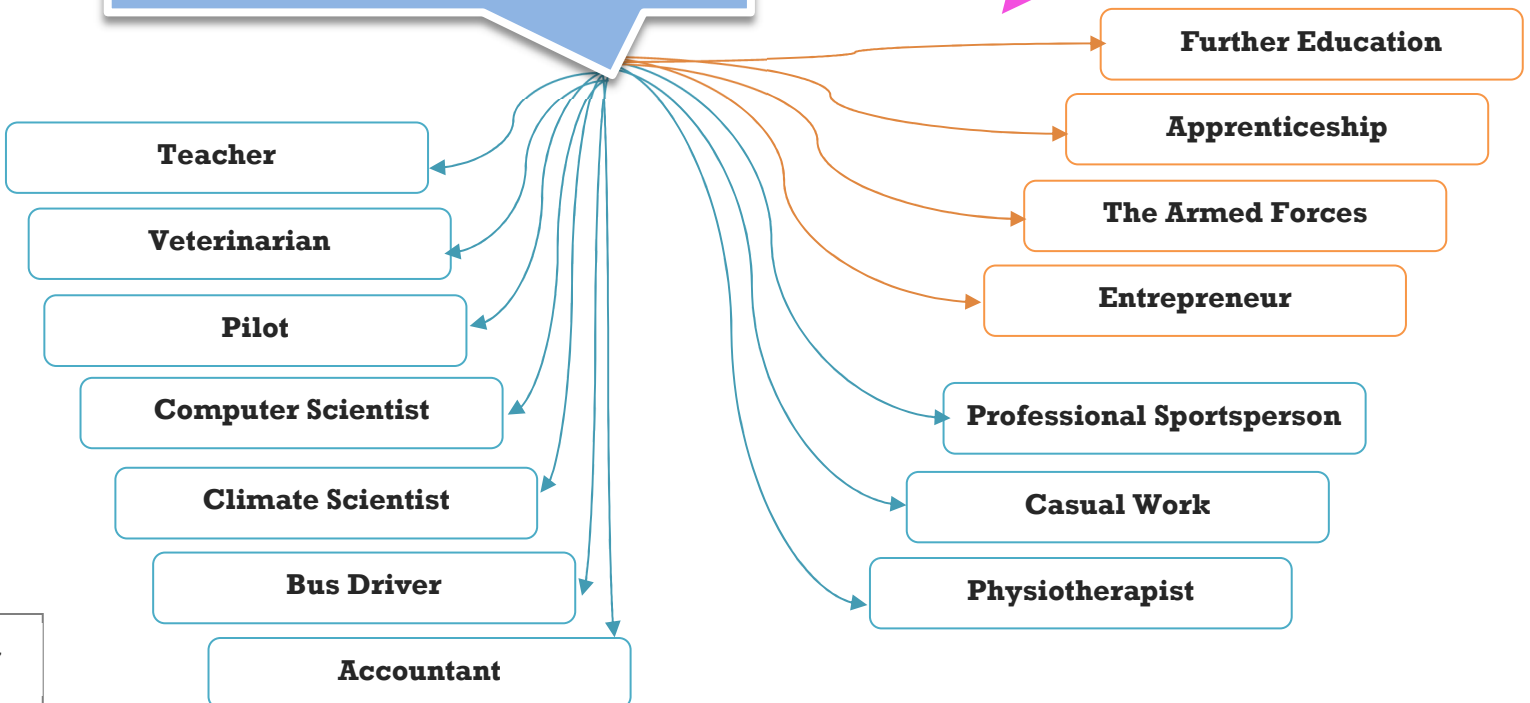 Teacher
Veterinarian
Pilot
Computer Scientist
Climate Scientist
Bus Driver
Accountant
Further Education
Apprenticeship
The Armed Forces
Entrepreneur
Professional Sportsperson
Casual Work
Physiotherapist